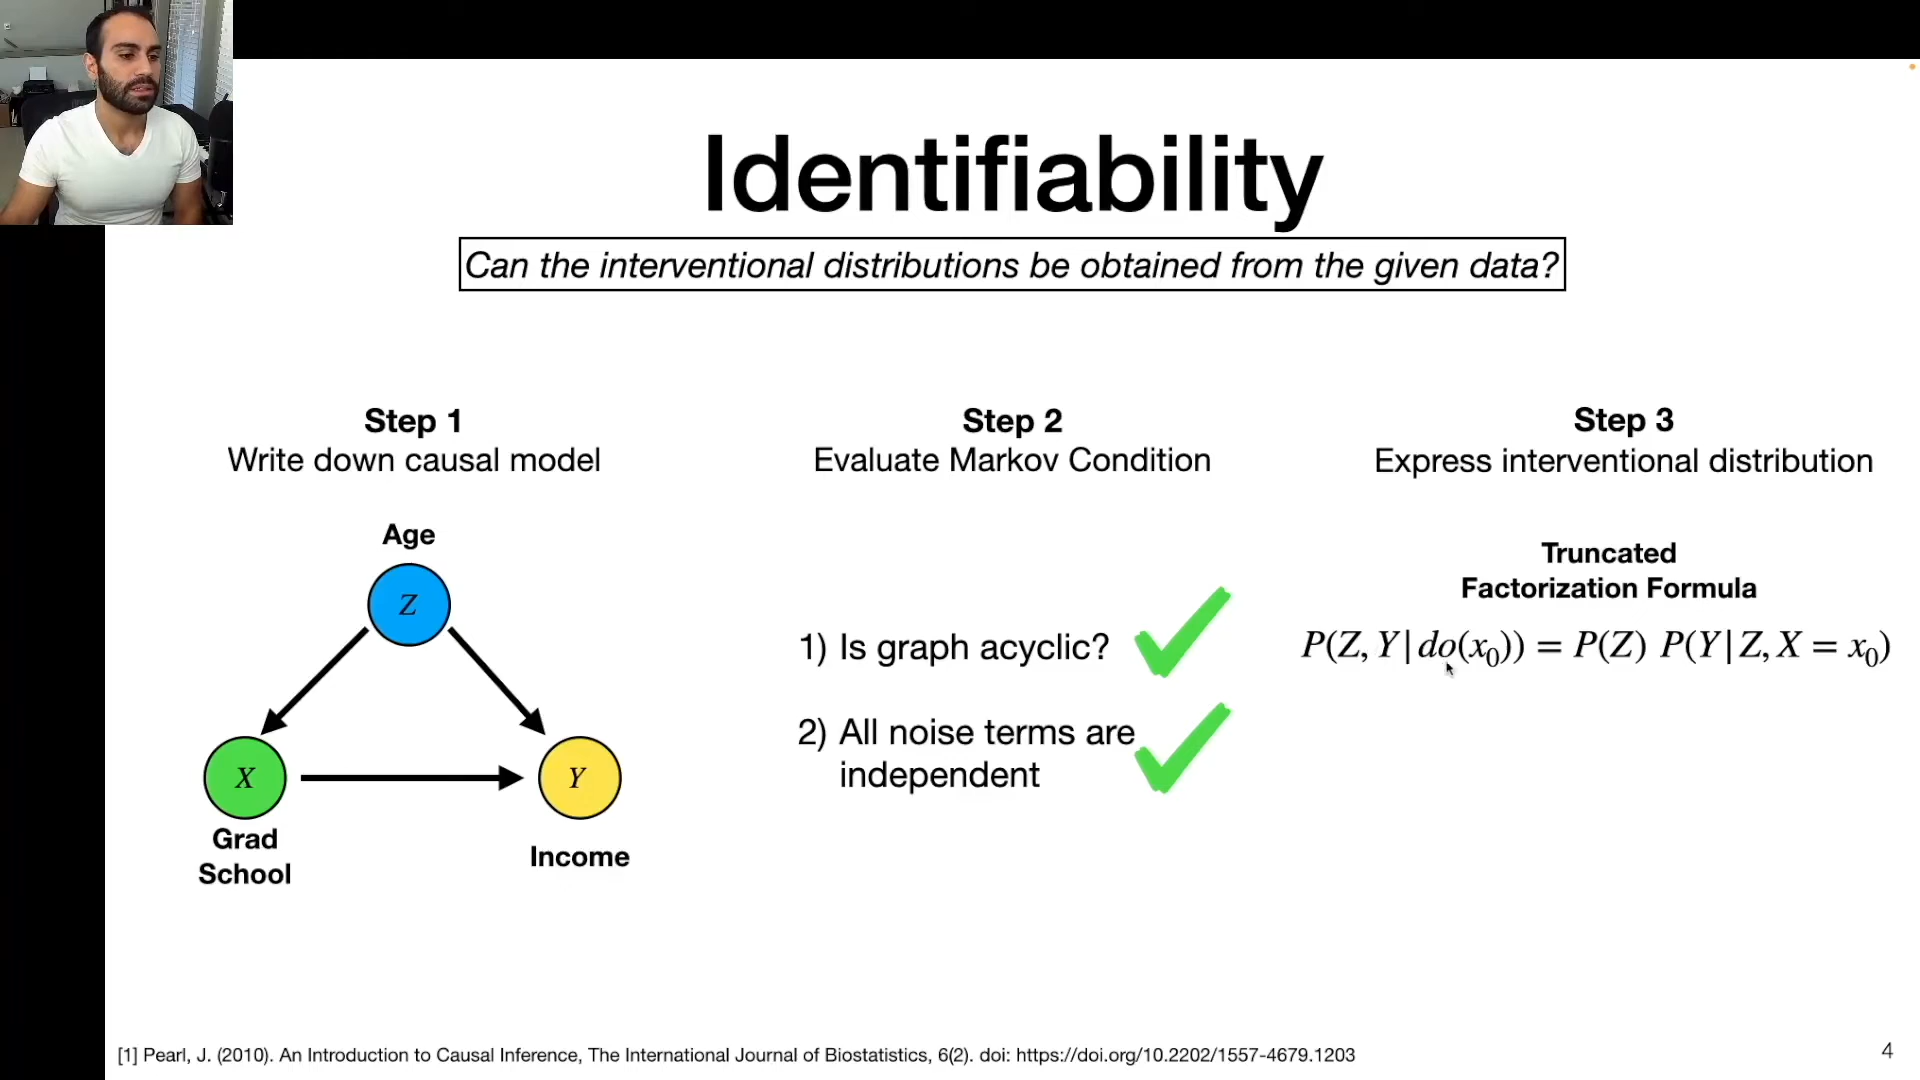 Identifiability
Can the interventional distributions be obtained from the given data?
Step 1
Write down causal model
Age
Z
X
Y
Grad
School
Income
Step 2
Evaluate Markov Condition
1) Is graph acyclic?
2) All noise terms are
independent
Step 3
Express interventional distribution
Truncated
Factorization Formula
P(Z, Y | do(x₀)) = P(Z) P(Y | Z, X = x₀)
[1] Pearl, J. (2010). An Introduction to Causal Inference, The International Journal of Biostatistics, 6(2). doi: https://doi.org/10.2202/1557-4679.1203
4